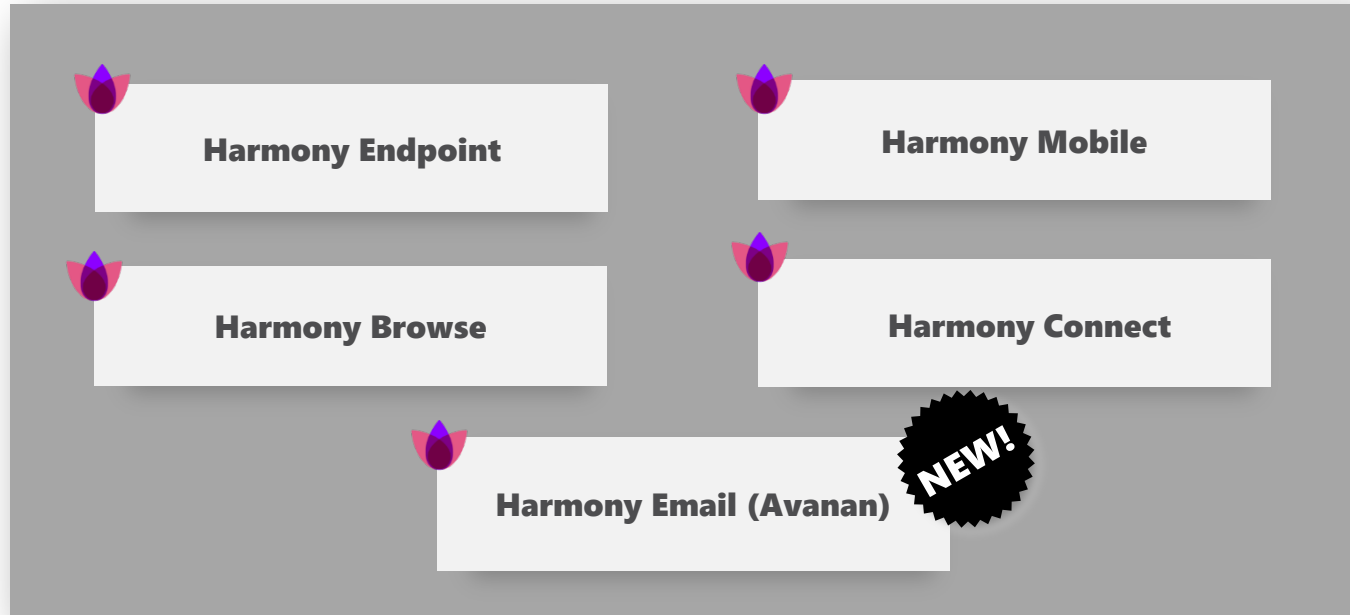 Harmony Endpoint
Harmony Mobile
Harmony Browse
Harmony Connect
Harmony Email (Avanan)
NEW!